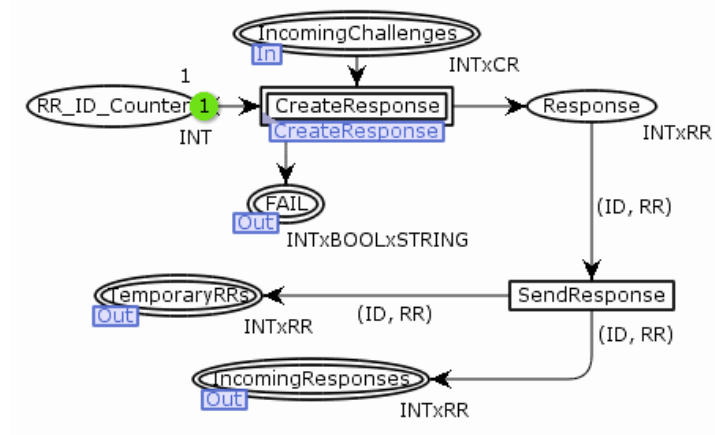 IncomingChallenges
In
INTxCR
1
RR_ID_Counter 1
CreateResponse
Response
CreateResponse
INT
INTxRR
FAIL
Out
(ID, RR)
INTxBOOLxSTRING
TemporaryRRs
SendResponse
Out
INTxRR
(ID, RR)
(ID, RR)
IncomingResponses
Out
INTxRR